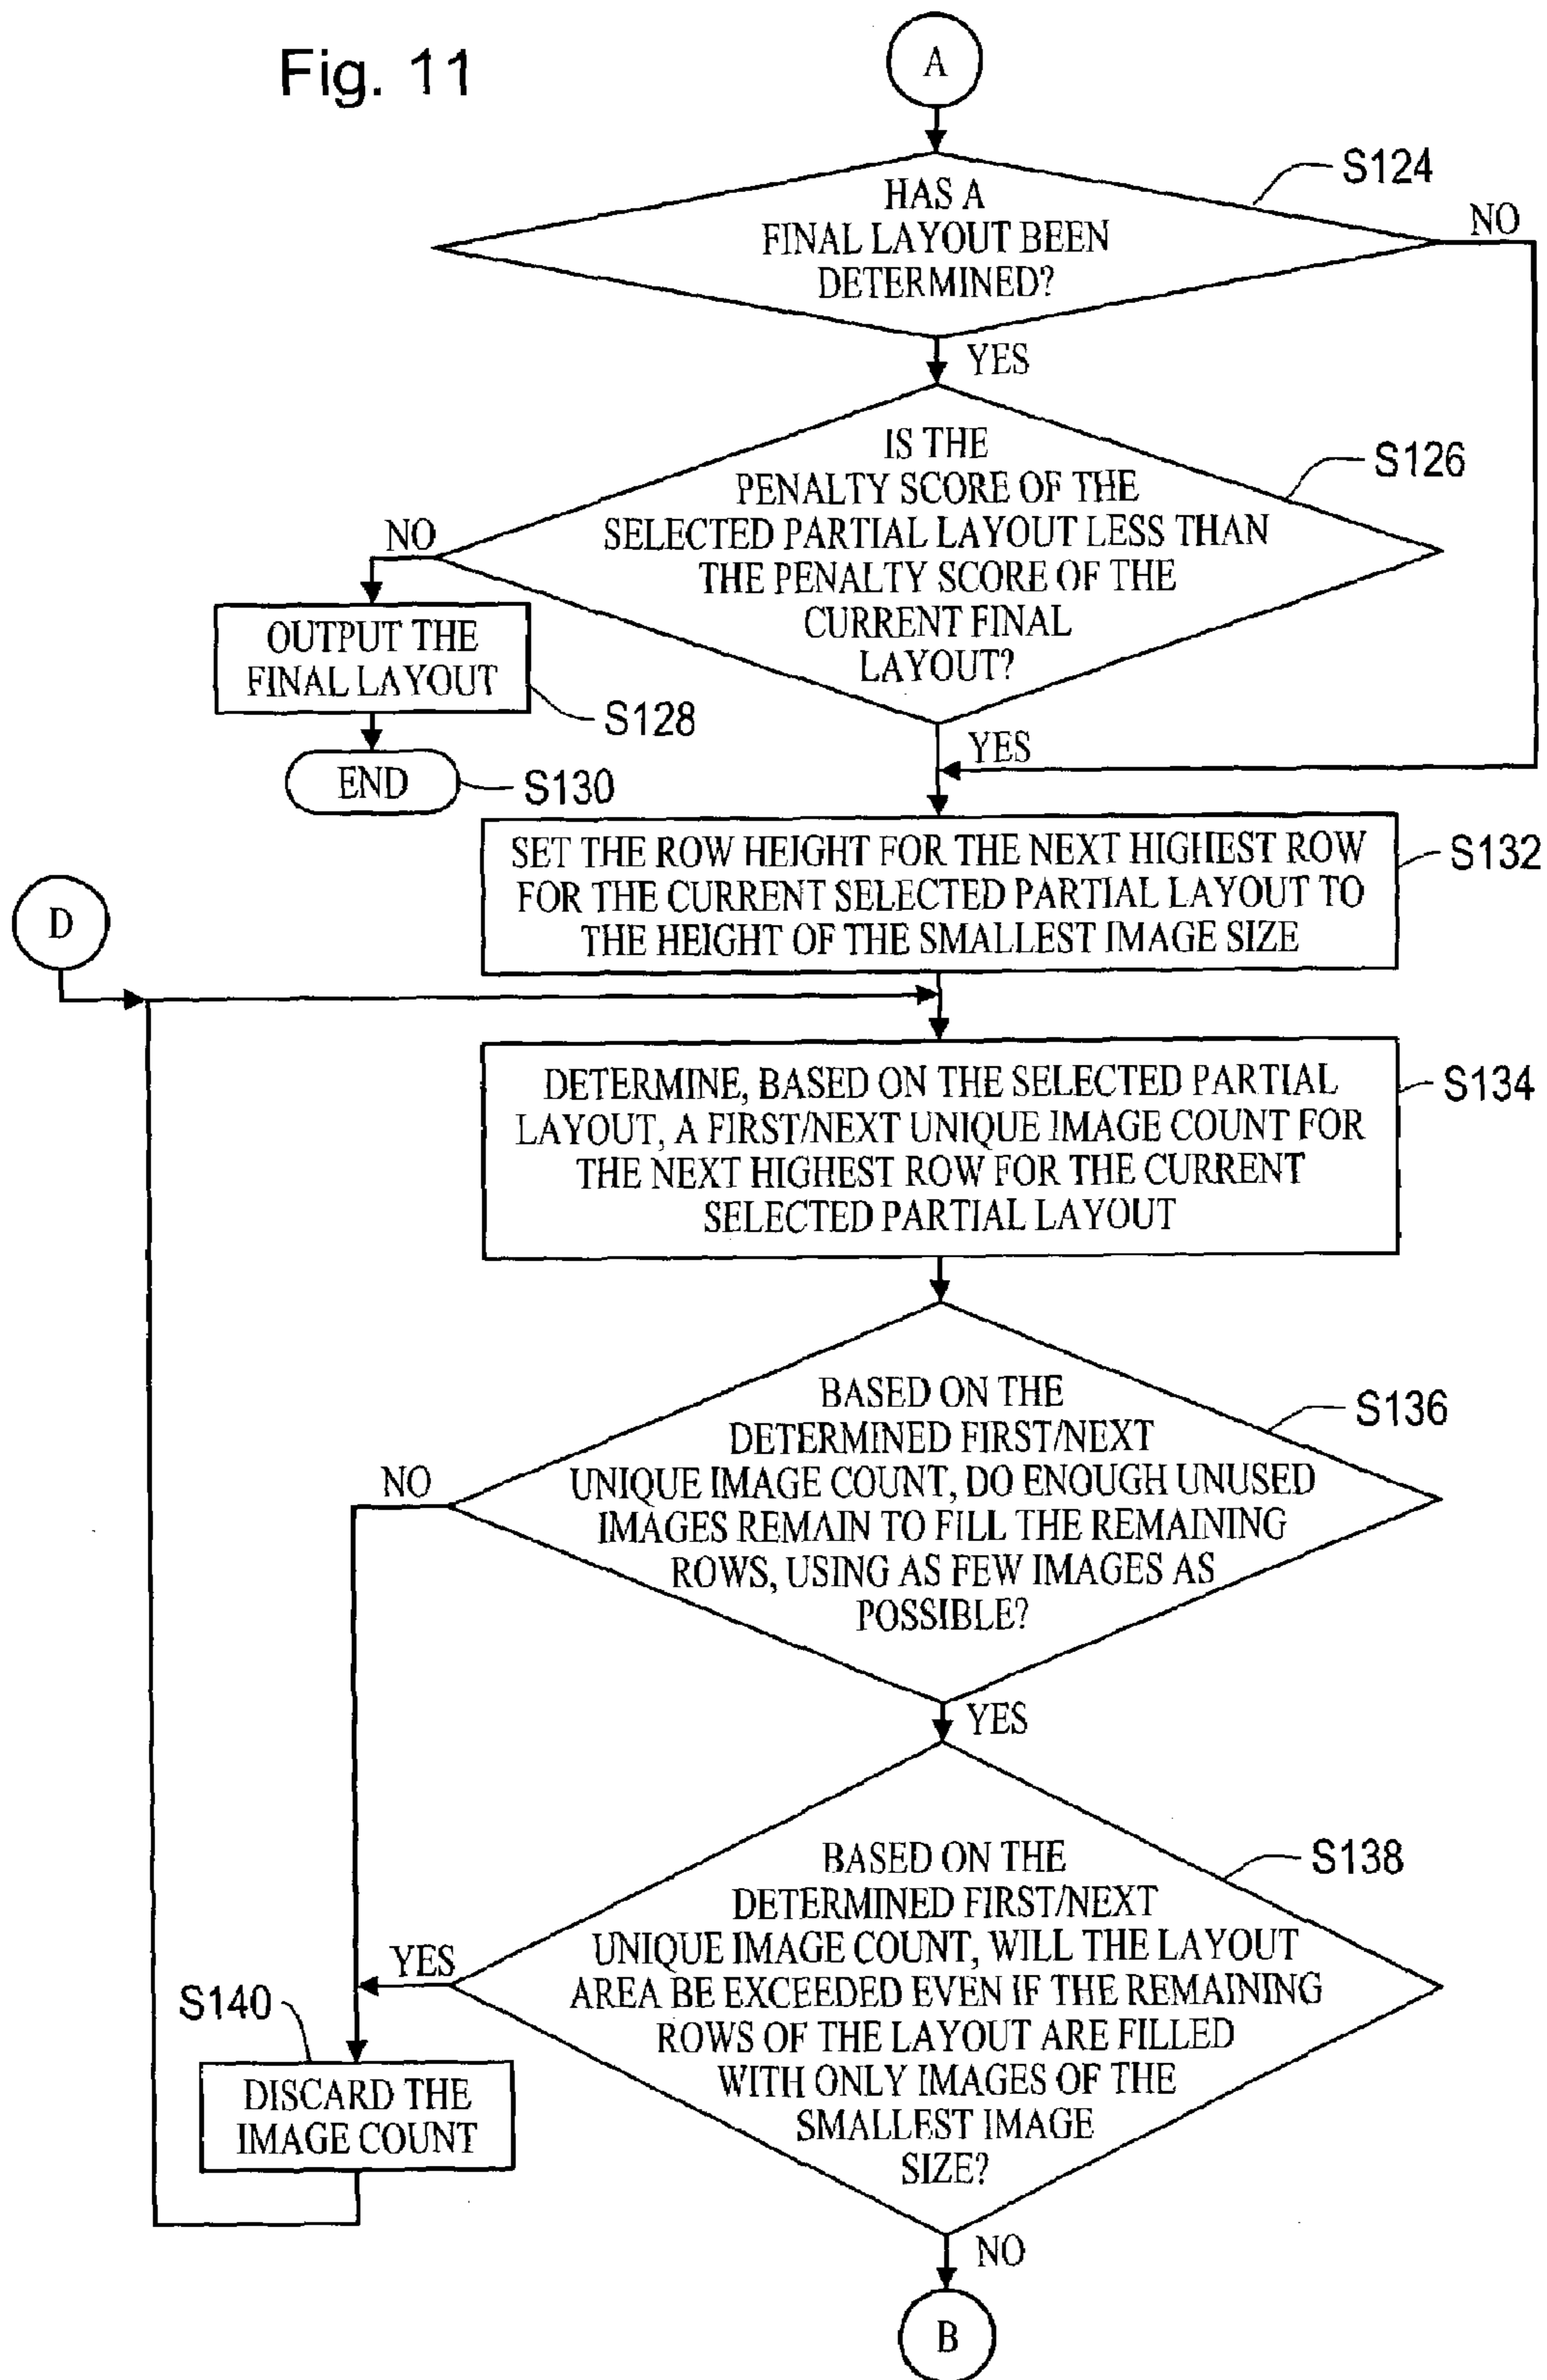 Fig. 11
A
S124
HAS A
FINAL LAYOUT BEEN
DETERMINED?
NO
YES
IS THE
PENALTY SCORE OF THE
SELECTED PARTIAL LAYOUT LESS THAN
THE PENALTY SCORE OF THE
CURRENT FINAL
LAYOUT?
S126
NO
OUTPUT THE
FINAL LAYOUT
S128
END
S130
YES
SET THE ROW HEIGHT FOR THE NEXT HIGHEST ROW
FOR THE CURRENT SELECTED PARTIAL LAYOUT TO
THE HEIGHT OF THE SMALLEST IMAGE SIZE
S132
D
DETERMINE, BASED ON THE SELECTED PARTIAL
LAYOUT, A FIRST/NEXT UNIQUE IMAGE COUNT FOR
THE NEXT HIGHEST ROW FOR THE CURRENT
SELECTED PARTIAL LAYOUT
S134
BASED ON THE
DETERMINED FIRST/NEXT
UNIQUE IMAGE COUNT, DO ENOUGH UNUSED
IMAGES REMAIN TO FILL THE REMAINING
ROWS, USING AS FEW IMAGES AS
POSSIBLE?
S136
NO
YES
BASED ON THE
DETERMINED FIRST/NEXT
UNIQUE IMAGE COUNT, WILL THE LAYOUT
AREA BE EXCEEDED EVEN IF THE REMAINING
ROWS OF THE LAYOUT ARE FILLED
WITH ONLY IMAGES OF THE
SMALLEST IMAGE
SIZE?
S138
YES
S140
DISCARD THE
IMAGE COUNT
NO
B